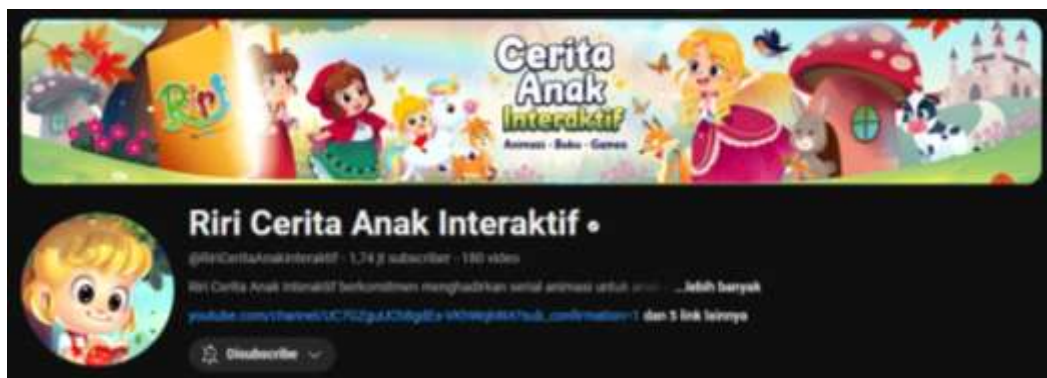 Riri
Cerita
Anak
Interaktif
Animasi - Buku - Games
Riri Cerita Anak Interaktif
@RiriCeritaAnakInteraktif · 1,74 jt subscriber · 180 video
Riri Cerita Anak Interaktif berkomitmen menghadirkan serial animasi untuk ...lebih banyak
dan 5 link lainnya
Disubscribe